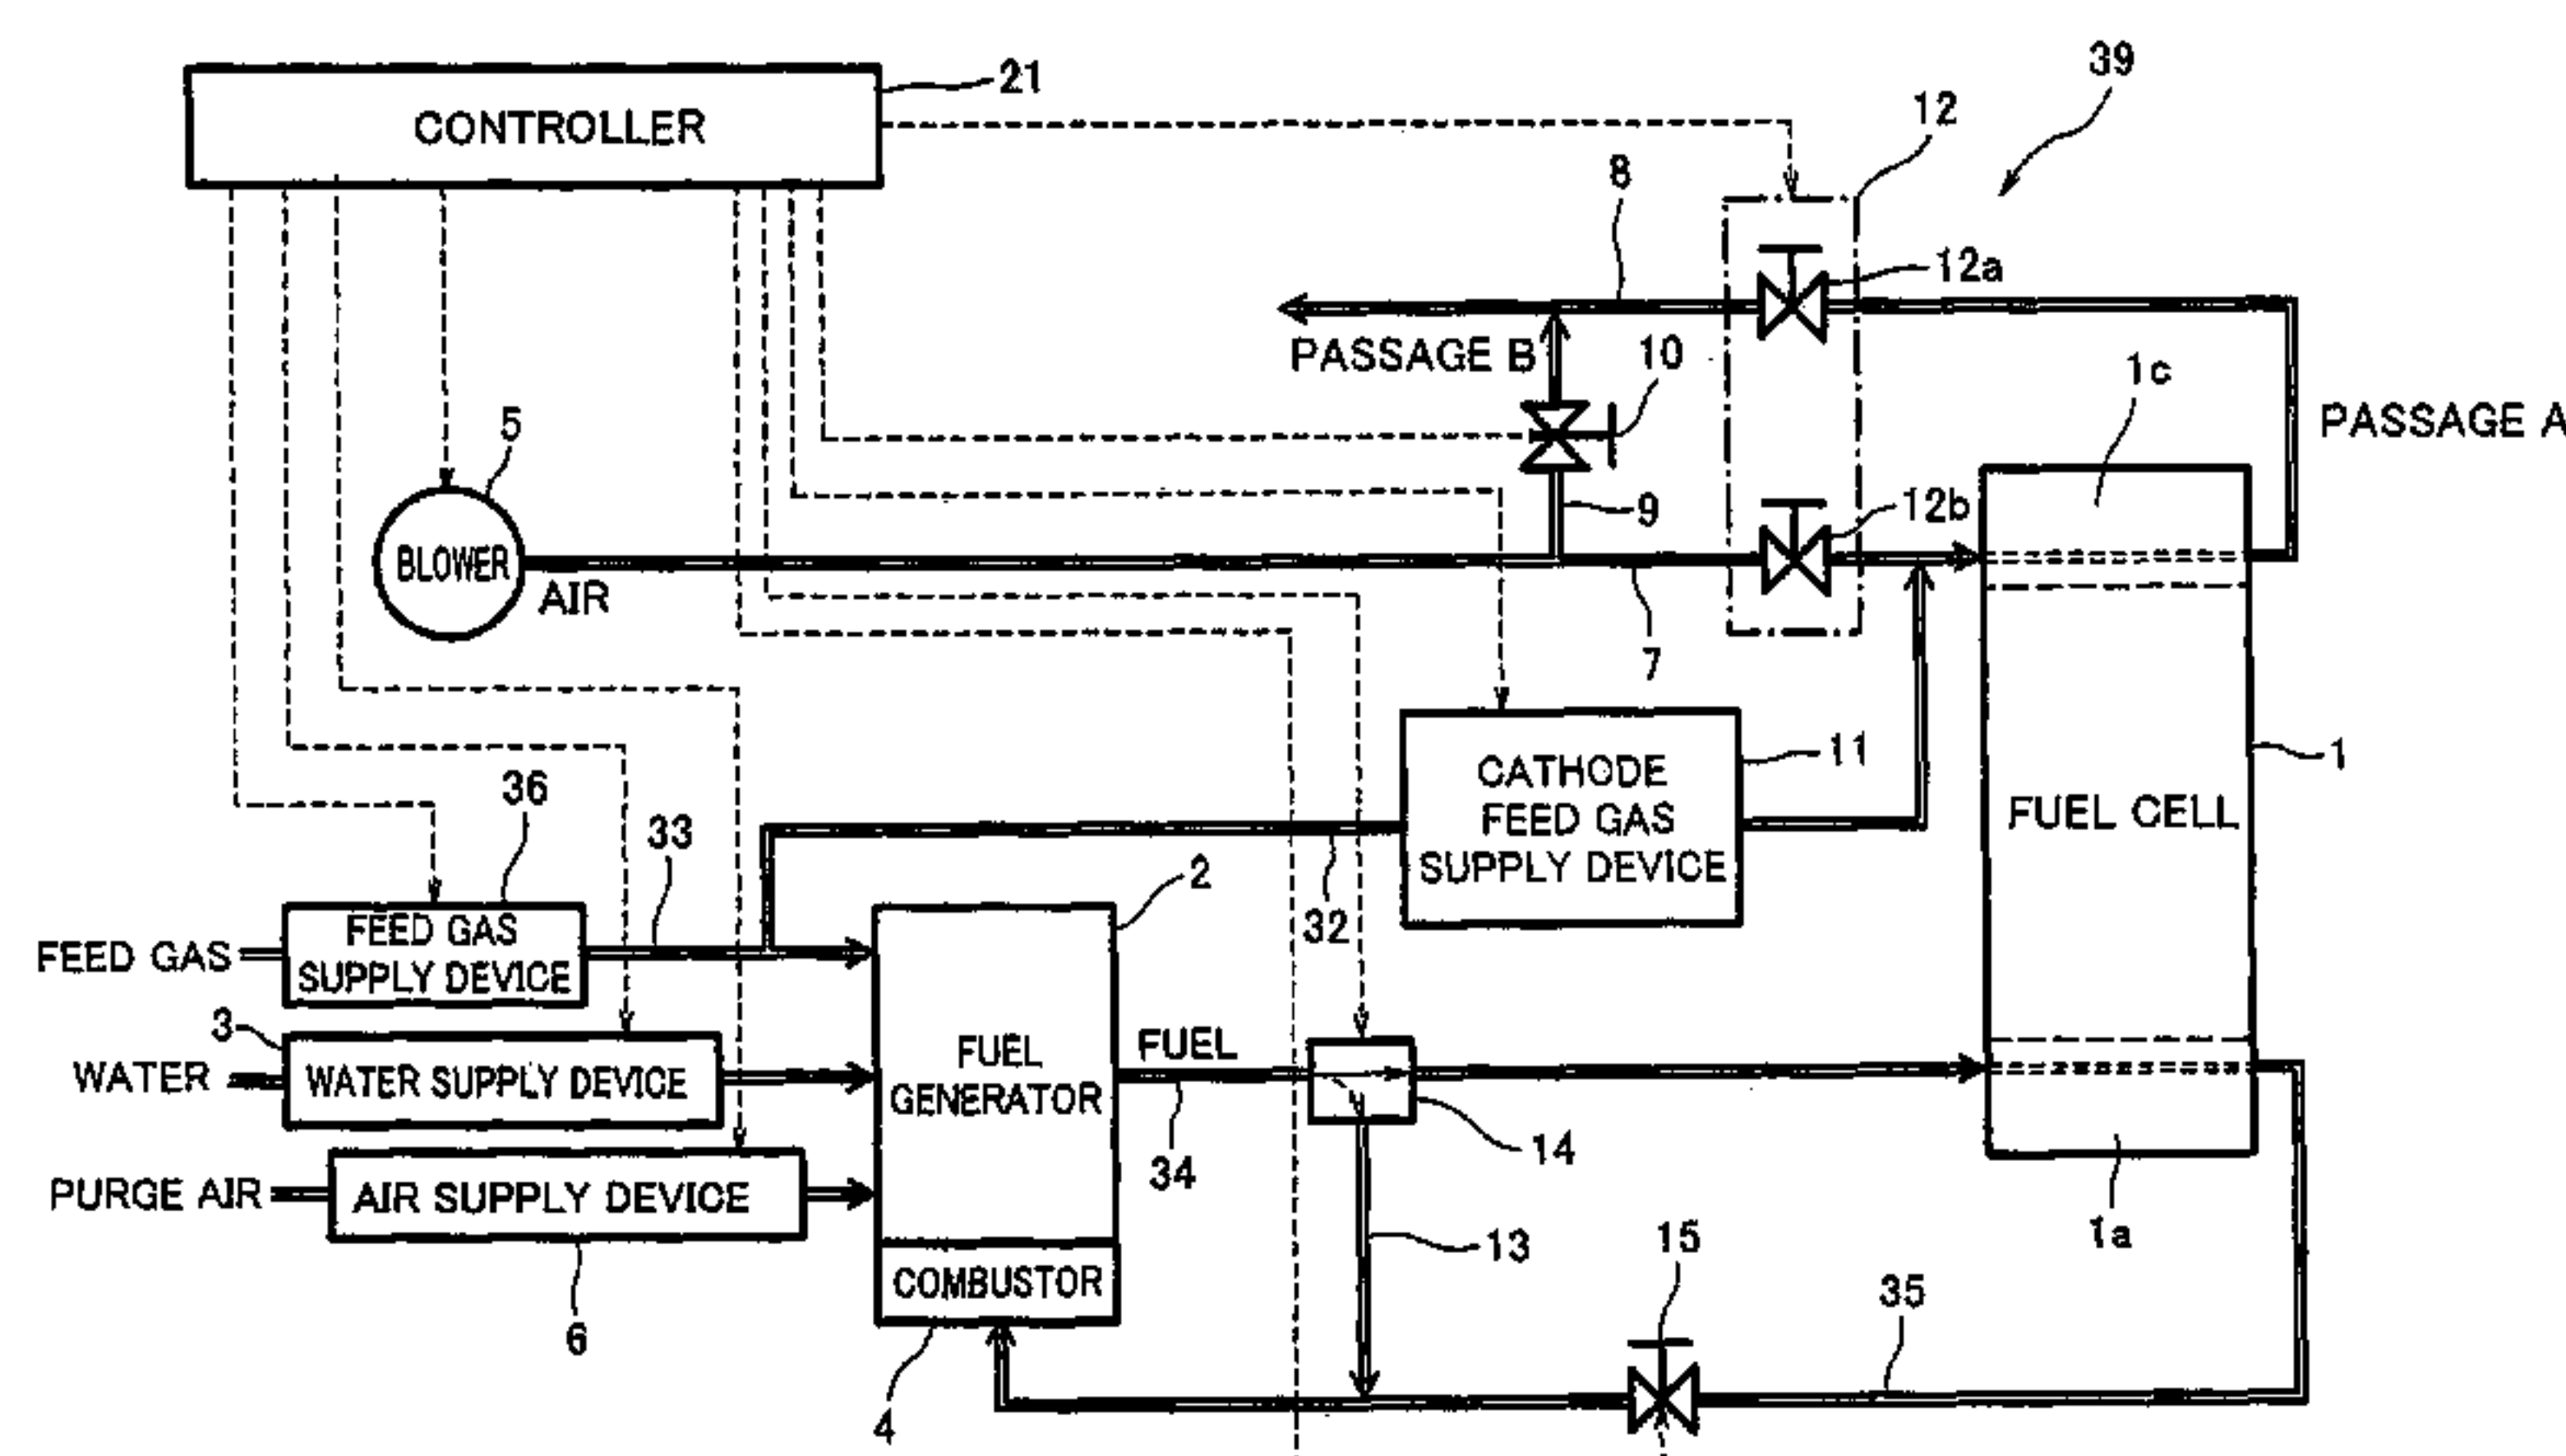 39
21
CONTROLLER
12
8
12a
PASSAGE B
10
1c
PASSAGE A
5
12b
9
BLOWER
AIR
7
11
1
CATHODE
FEED GAS
SUPPLY DEVICE
FUEL CELL
36
33
2
32
FEED GAS
FEED GAS
SUPPLY DEVICE
3
FUEL
WATER
WATER SUPPLY DEVICE
FUEL
GENERATOR
14
34
PURGE AIR
AIR SUPPLY DEVICE
1a
13
15
COMBUSTOR
35
6
4